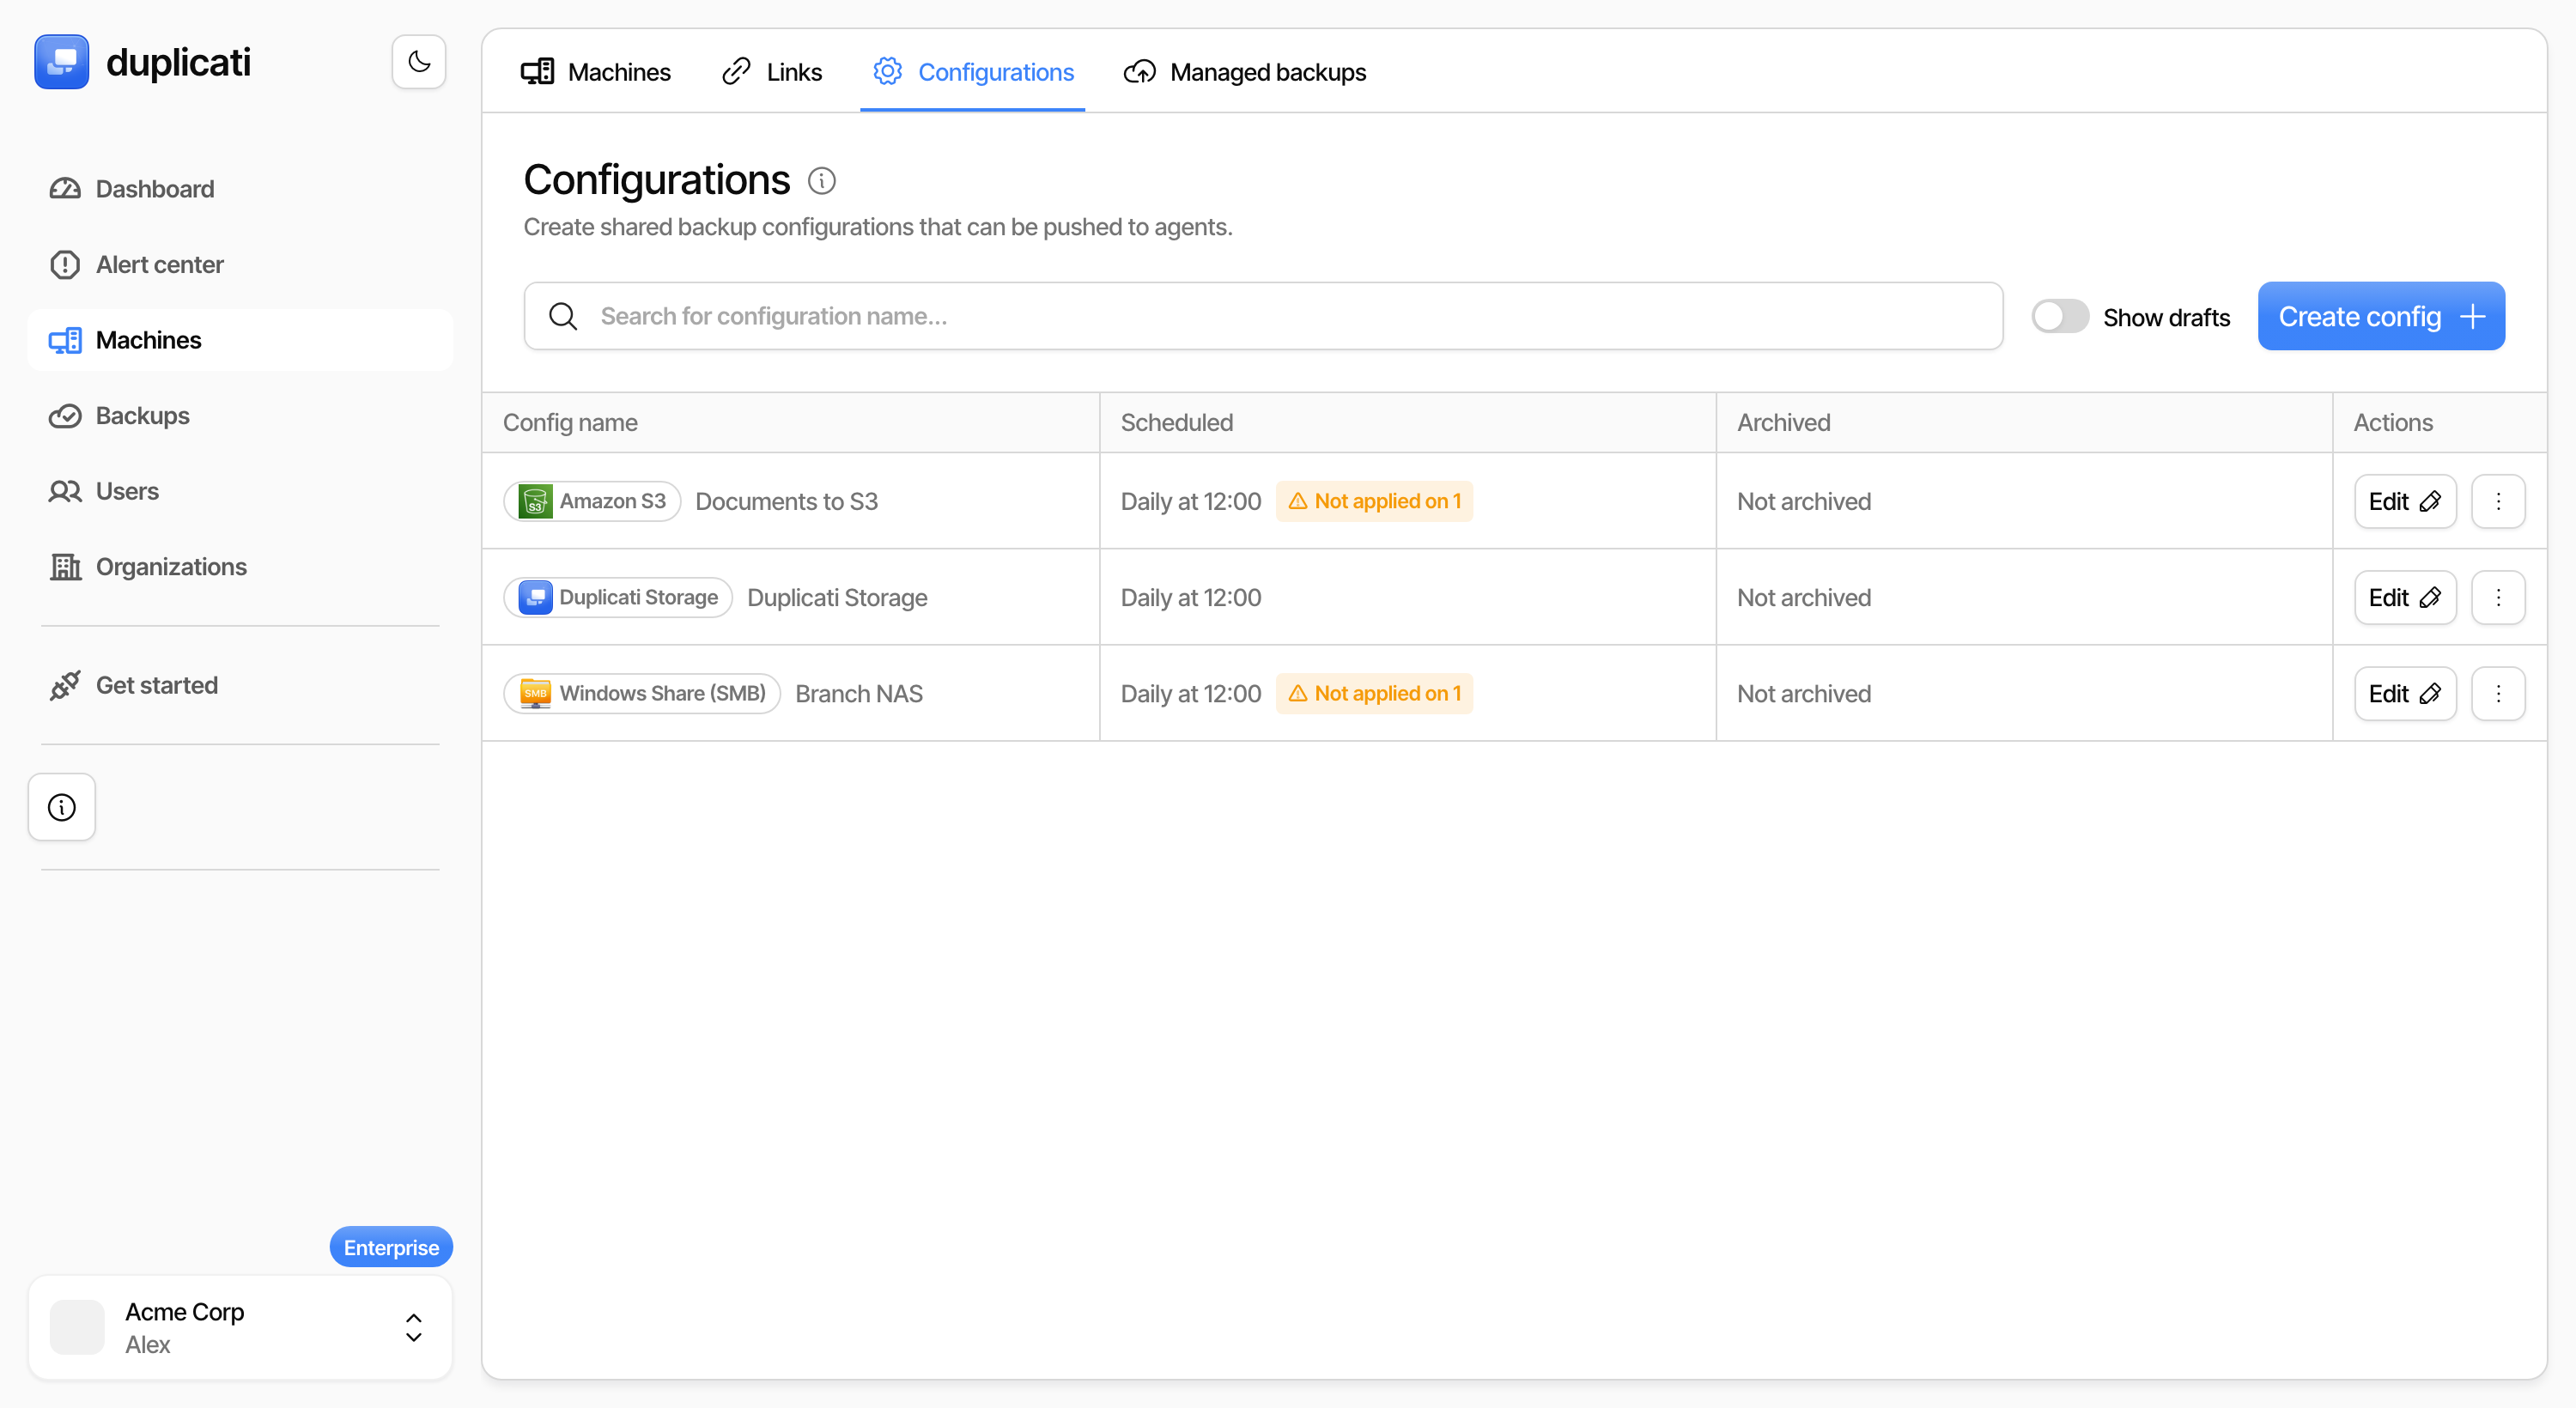 duplicati
Dashboard
Alert center
Machines
Backups
Users
Organizations
Get started
Enterprise
Acme Corp
Alex
Machines
Links
Configurations
Managed backups
Configurations
Create shared backup configurations that can be pushed to agents.
Search for configuration name...
Show drafts
Create config
Config name
Scheduled
Archived
Actions
S3
Amazon S3
Documents to S3
Daily at 12:00
Not applied on 1
Not archived
Edit
Duplicati Storage
Duplicati Storage
Daily at 12:00
Not archived
Edit
SMB
Windows Share (SMB)
Branch NAS
Daily at 12:00
Not applied on 1
Not archived
Edit